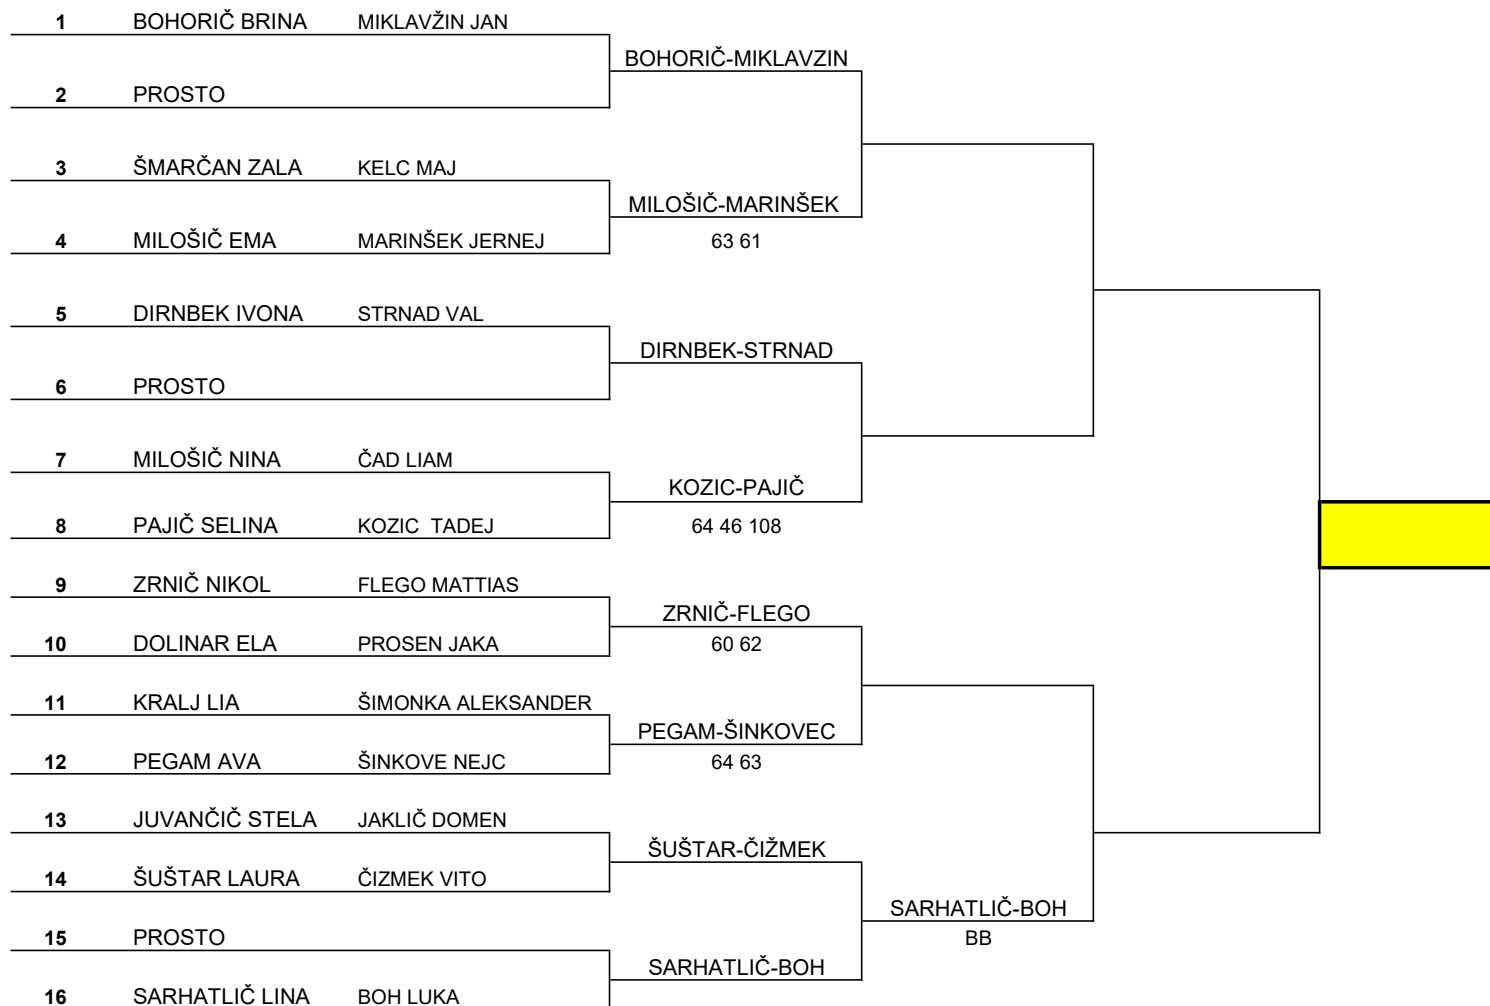 1 BOHORIČ BRINA MIKLAVŽIN JAN
BOHORIČ-MIKLAVZIN
2 PROSTO
3 ŠMARČAN ZALA KELC MAJ
MILOŠIČ-MARINŠEK
4 MILOŠIČ EMA MARINŠEK JERNEJ 63 61
5 DIRNBEK IVONA STRNAD VAL
DIRNBEK-STRNAD
6 PROSTO
7 MILOŠIČ NINA ČAD LIAM
KOZIC-PAJIČ
8 PAJIČ SELINA KOZIC TADEJ 64 46 108
9 ZRNIČ NIKOL FLEGO MATTIAS
ZRNIČ-FLEGO
10 DOLINAR ELA PROSEN JAKA 60 62
11 KRALJ LIA ŠIMONKA ALEKSANDER
PEGAM-ŠINKOVEC
12 PEGAM AVA ŠINKOVE NEJC 64 63
13 JUVANČIČ STELA JAKLIČ DOMEN
ŠUŠTAR-ČIŽMEK
14 ŠUŠTAR LAURA ČIZMEK VITO
SARHATLIČ-BOH
15 PROSTO BB
SARHATLIČ-BOH
16 SARHATLIČ LINA BOH LUKA